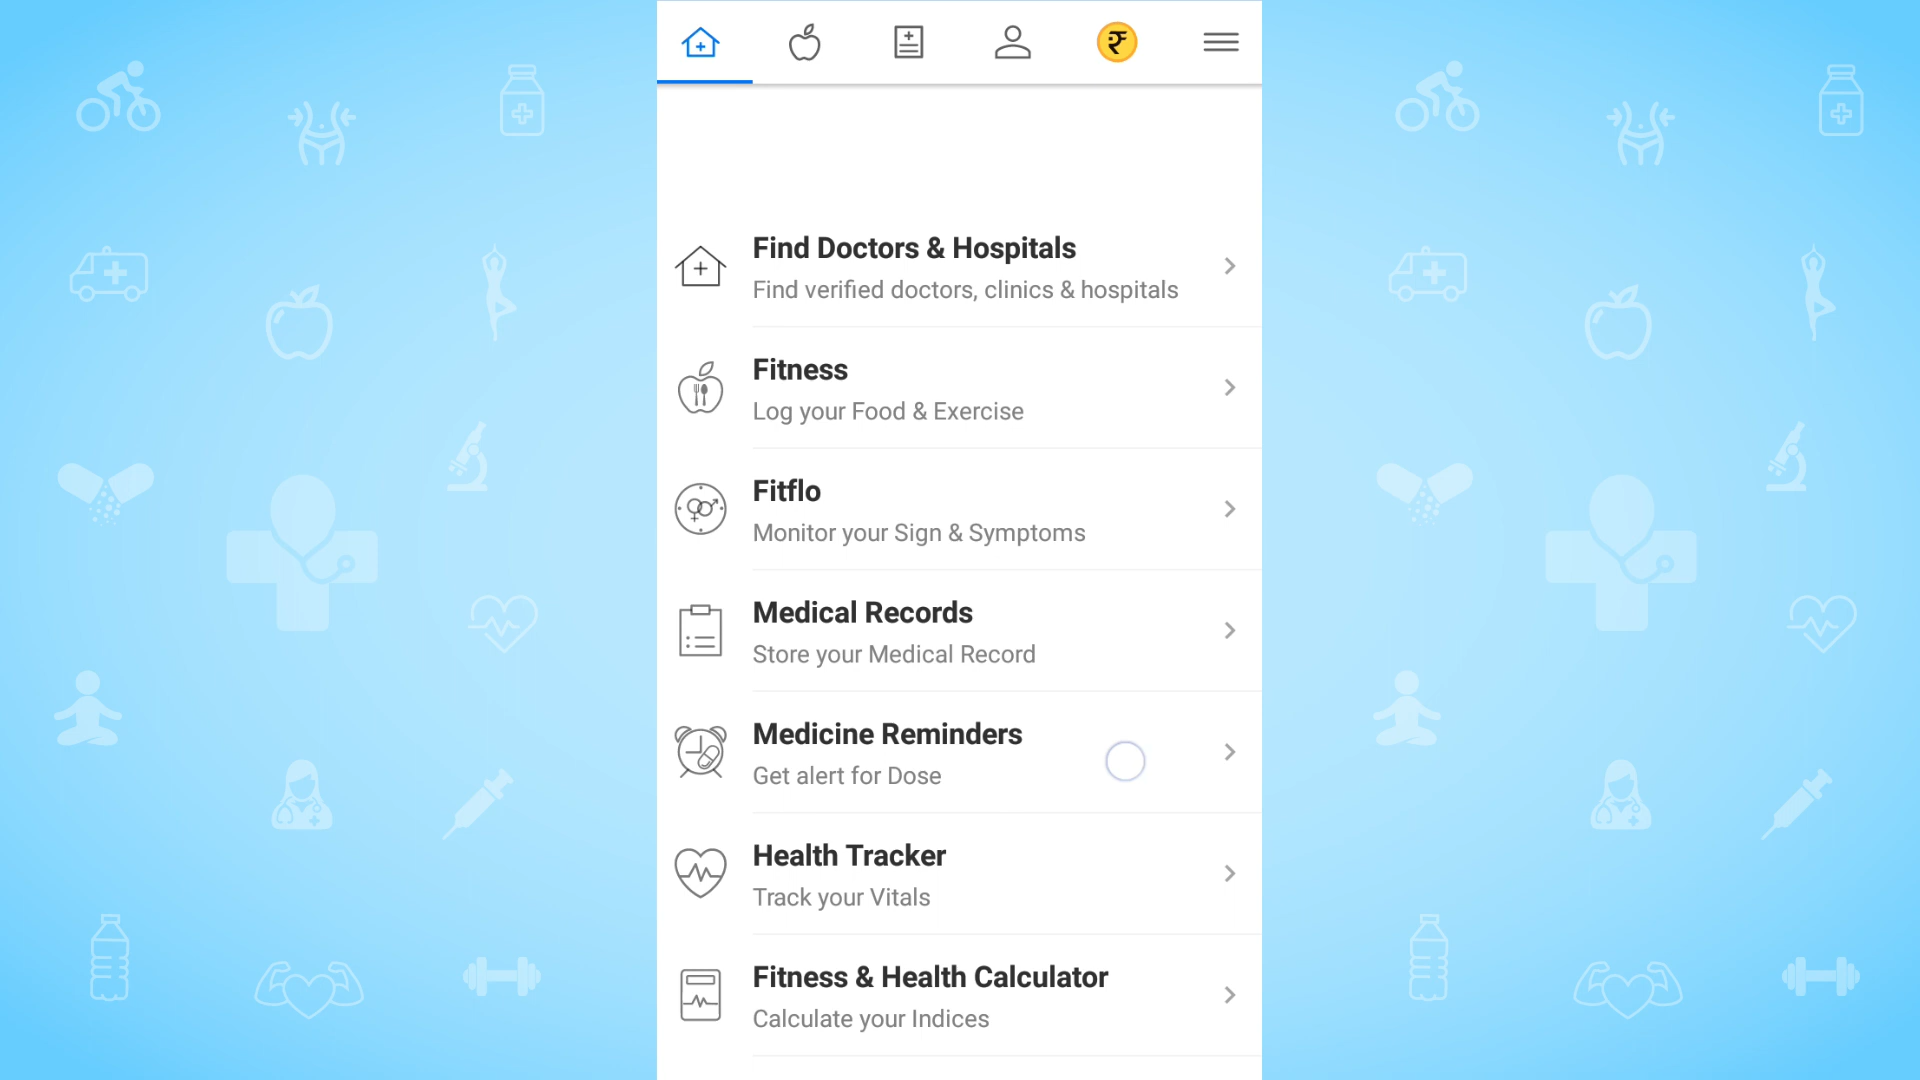 Find Doctors & Hospitals
Find verified doctors, clinics & hospitals
Fitness
Log your Food & Exercise
Fitflo
Monitor your Sign & Symptoms
Medical Records
Store your Medical Record
Medicine Reminders
Get alert for Dose
Health Tracker
Track your Vitals
Fitness & Health Calculator
Calculate your Indices